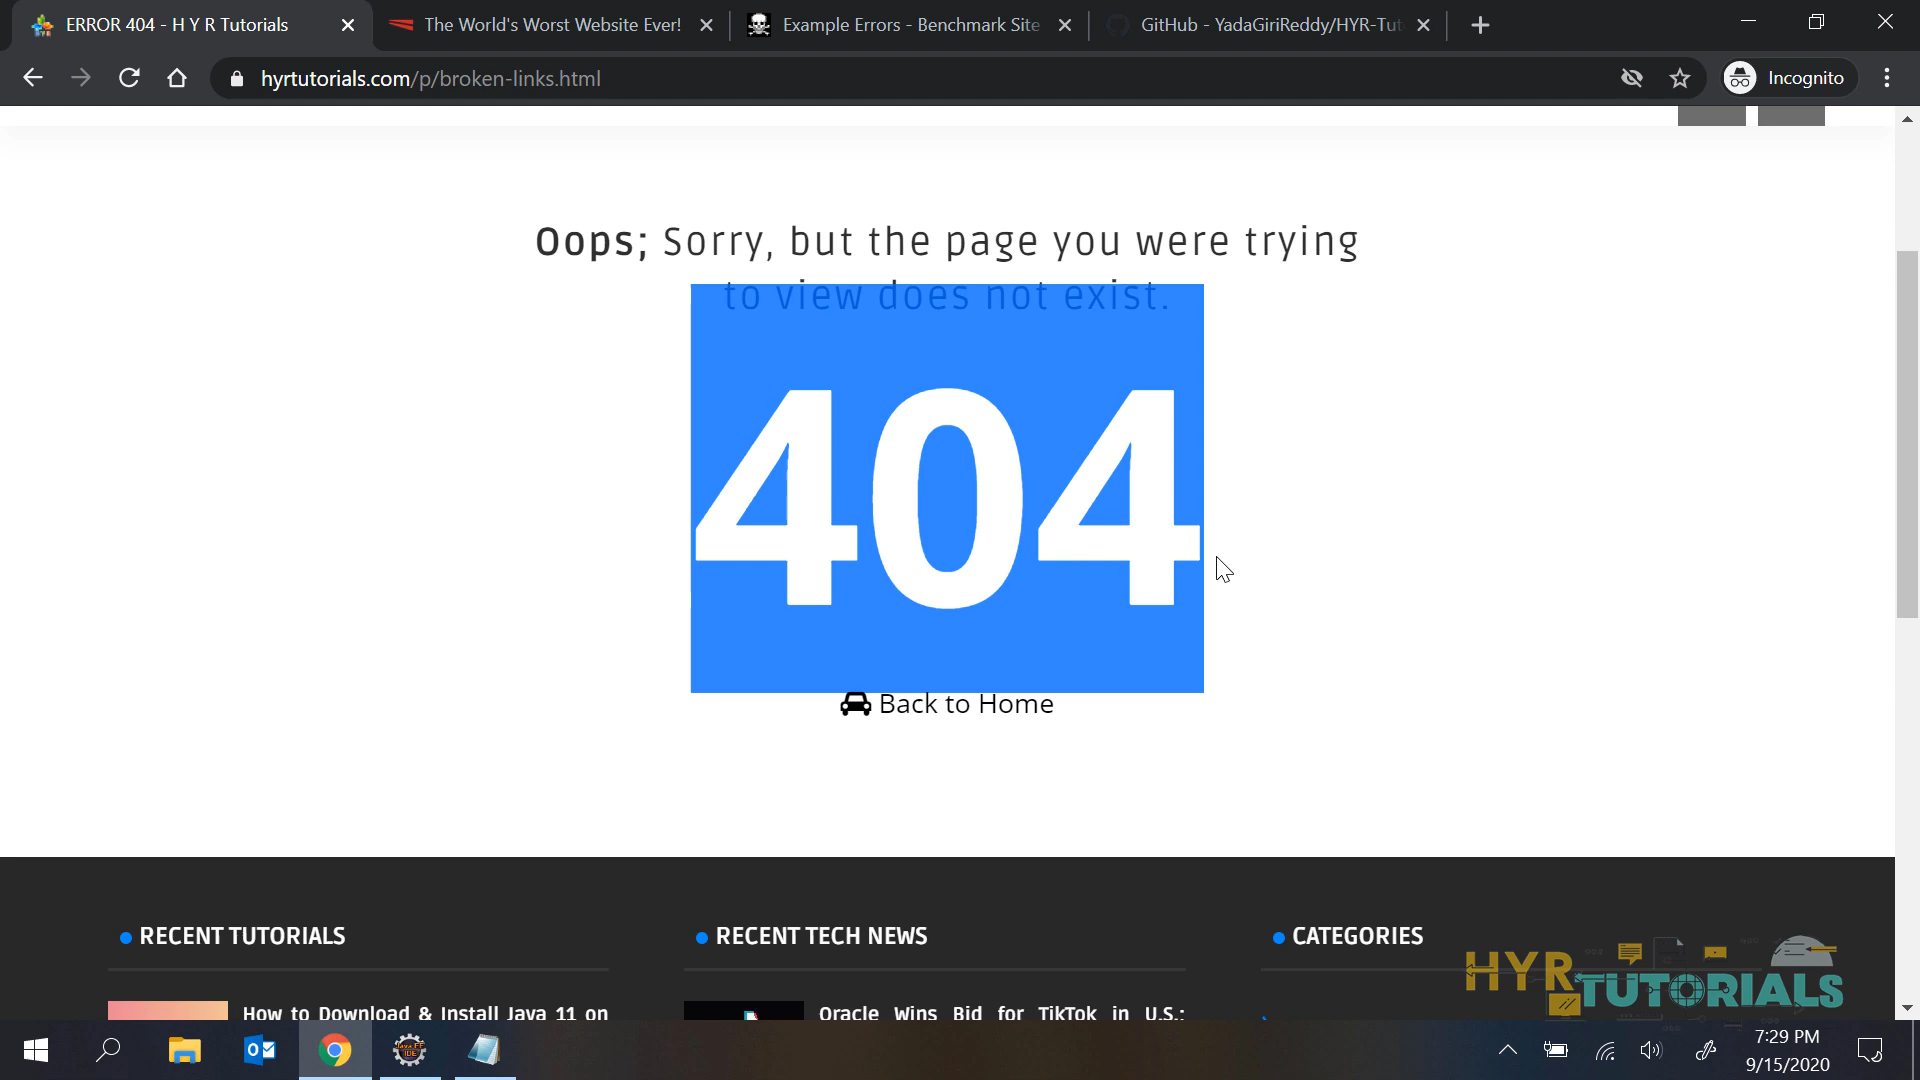 ERROR 404 - H Y R Tutorials
The World's Worst Website Ever!
Example Errors - Benchmark Site
GitHub - YadaGiriReddy/HYR-Tut
hyrtutorials.com/p/broken-links.html
Incognito
Oops; Sorry, but the page you were trying
to view does not exist.
404
Back to Home
RECENT TUTORIALS
RECENT TECH NEWS
CATEGORIES
HYR TUTORIALS
How to Download & Install Java 11 on
Oracle Wins Bid for TikTok in U.S.:
7:29 PM
9/15/2020